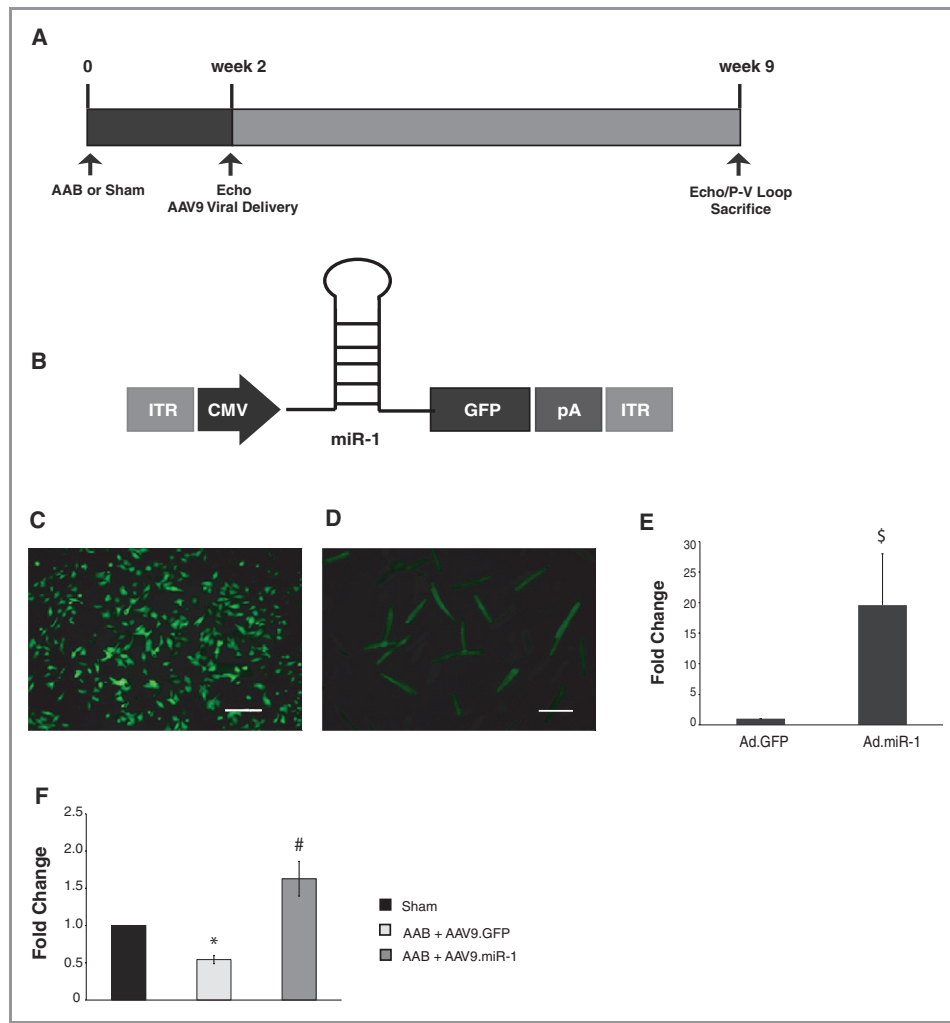 A
0 week 2 week 9
AAB or Sham
Echo
AAV9 Viral Delivery
Echo/P-V Loop
Sacrifice
B
ITR CMV GFP pA ITR
miR-1
C
D
E
Fold Change
30
25
20
15
10
5
0
$
Ad.GFP Ad.miR-1
F
Fold Change
2.5
2.0
1.5
1.0
0.5
0
*
#
Sham
AAB + AAV9.GFP
AAB + AAV9.miR-1